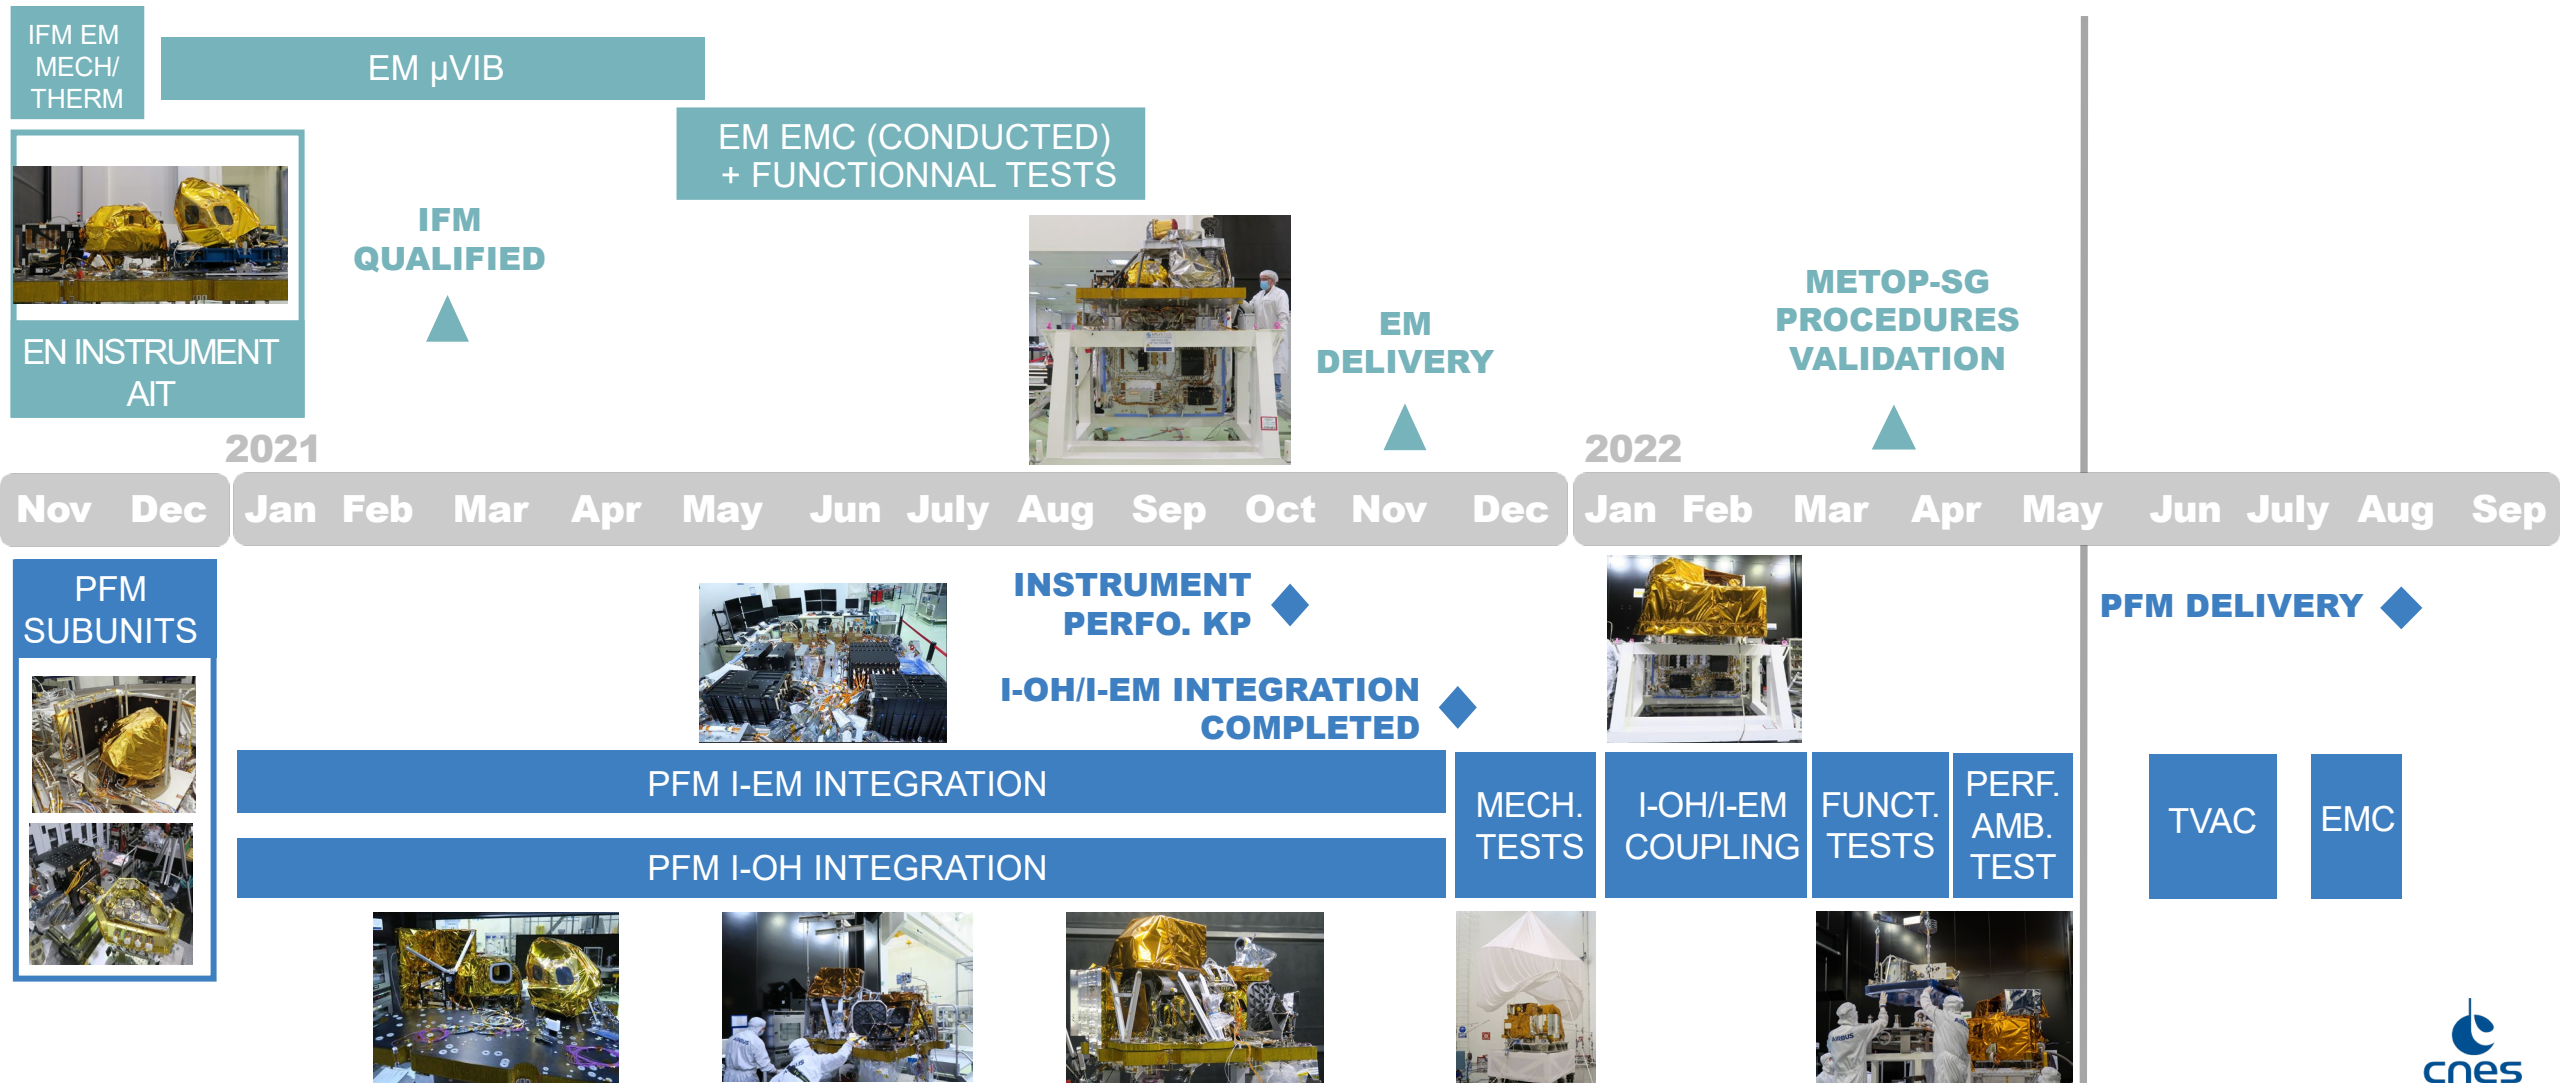 IFM EM
MECH/
THERM
EM µVIB
EM EMC (CONDUCTED)
+ FUNCTIONNAL TESTS
IFM
QUALIFIED
EN INSTRUMENT
AIT
EM
DELIVERY
METOP-SG
PROCEDURES
VALIDATION
2021
2022
Nov Dec Jan Feb Mar Apr May Jun July Aug Sep Oct Nov Dec Jan Feb Mar Apr May Jun July Aug Sep
PFM
SUBUNITS
INSTRUMENT
PERFO. KP
I-OH/I-EM INTEGRATION
COMPLETED
PFM DELIVERY
PFM I-EM INTEGRATION
PFM I-OH INTEGRATION
MECH.
TESTS
I-OH/I-EM
COUPLING
FUNCT.
TESTS
PERF.
AMB.
TEST
TVAC
EMC
AIRBUS
AIRBUS
cnes